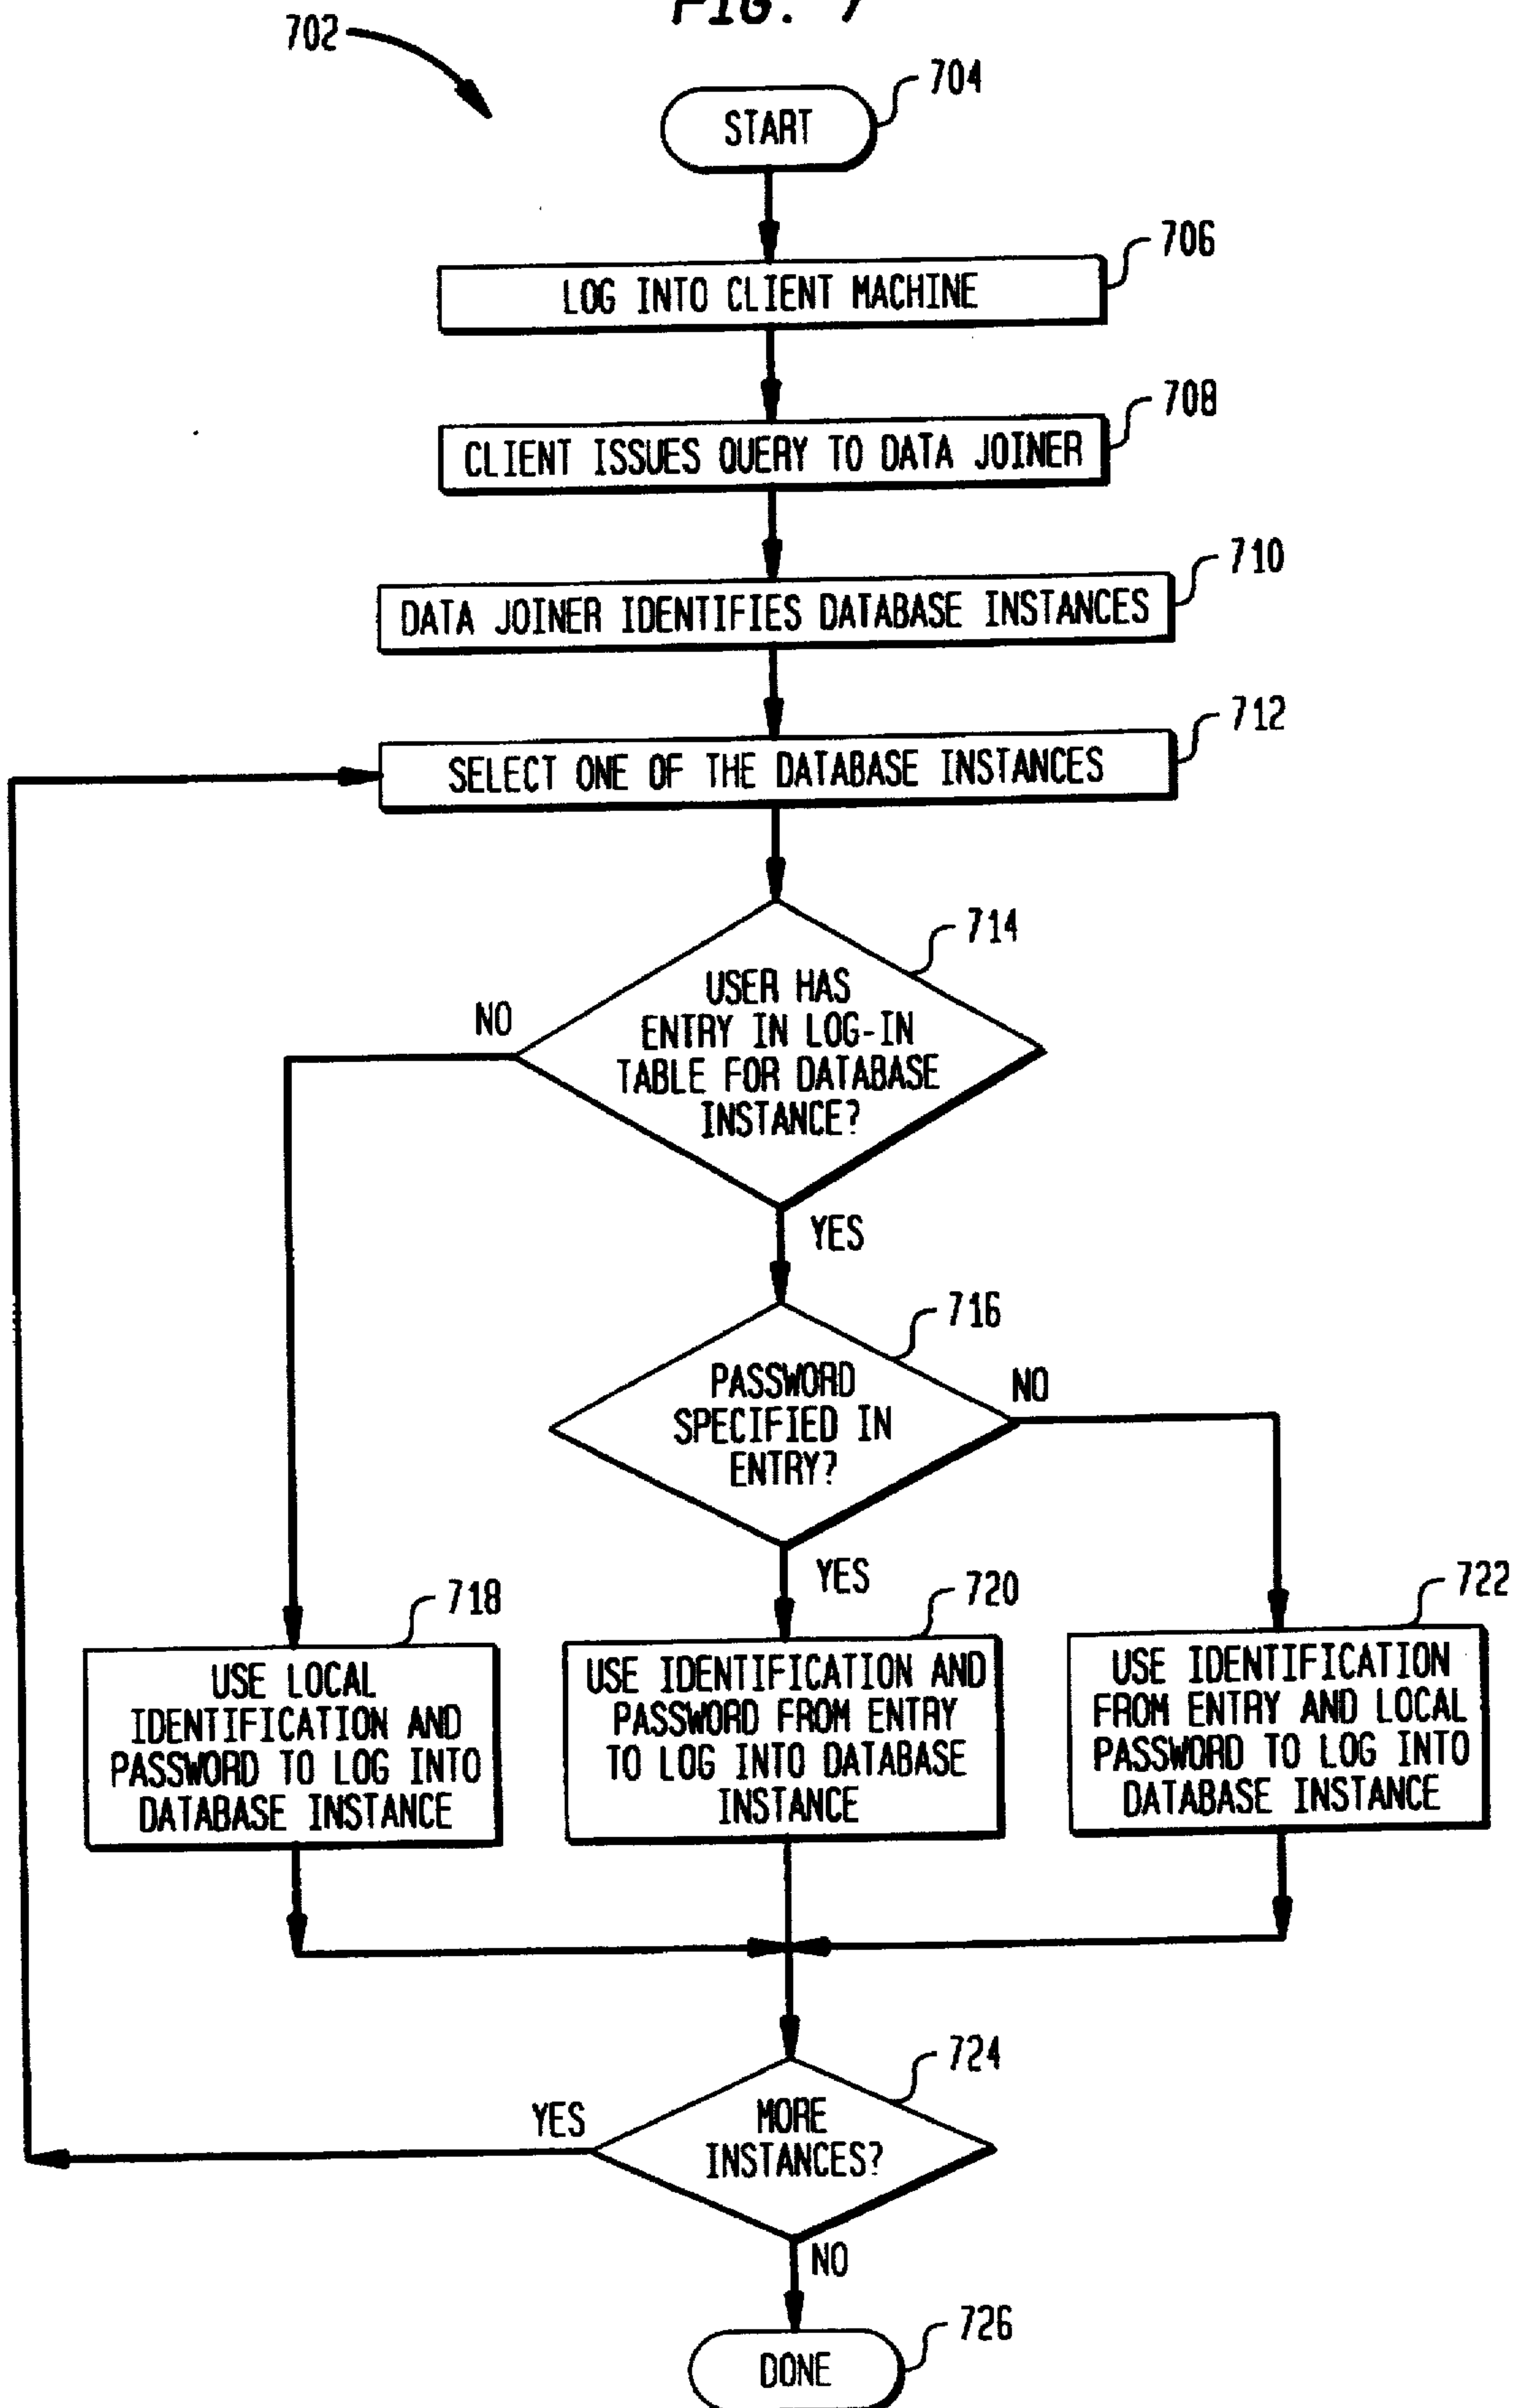 FIG. 7
702
704
START
706
LOG INTO CLIENT MACHINE
708
CLIENT ISSUES QUERY TO DATA JOINER
710
DATA JOINER IDENTIFIES DATABASE INSTANCES
712
SELECT ONE OF THE DATABASE INSTANCES
714
USER HAS
ENTRY IN LOG-IN
TABLE FOR DATABASE
INSTANCE?
NO
YES
716
PASSWORD
SPECIFIED IN
ENTRY?
NO
YES
718
USE LOCAL
IDENTIFICATION AND
PASSWORD TO LOG INTO
DATABASE INSTANCE
720
USE IDENTIFICATION AND
PASSWORD FROM ENTRY
TO LOG INTO DATABASE
INSTANCE
722
USE IDENTIFICATION
FROM ENTRY AND LOCAL
PASSWORD TO LOG INTO
DATABASE INSTANCE
724
MORE
INSTANCES?
YES
NO
726
DONE